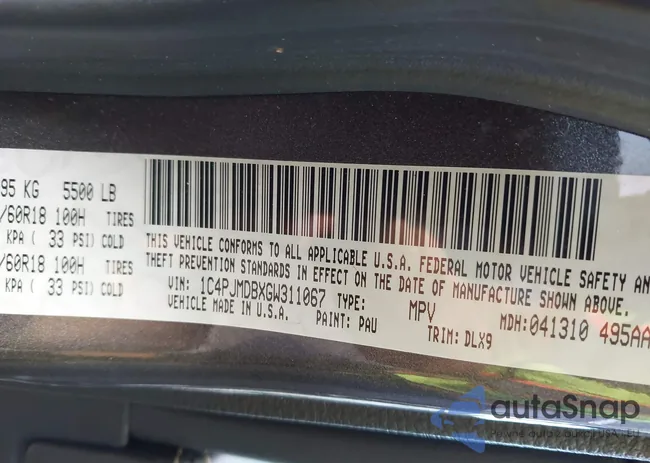 95 KG 5500 LB
/60R18 100H TIRES
KPA ( 33 PSI) COLD
/60R18 100H TIRES
KPA ( 33 PSI) COLD
THIS VEHICLE CONFORMS TO ALL APPLICABLE U.S.A. FEDERAL MOTOR VEHICLE SAFETY AN
THEFT PREVENTION STANDARDS IN EFFECT ON THE DATE OF MANUFACTURE SHOWN ABOVE.
VIN: 1C4PJMDBXGW311067 TYPE: MPV MDH: 041310 495AA
VEHICLE MADE IN U.S.A. PAINT: PAU TRIM: DLX9
autoSnap